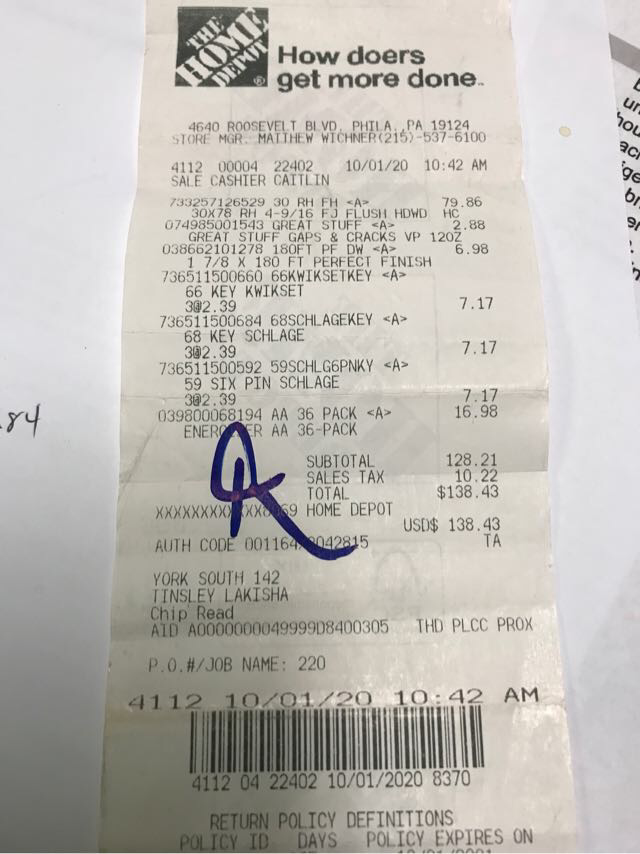 THE
HOME
DEPOT
®
How doers
get more done™
4640 ROOSEVELT BLVD, PHILA, PA 19124
STORE MGR. MATTHEW WICHNER(215)-537-6100
4112 00004 22402 10/01/20 10:42 AM
SALE CASHIER CAITLIN
733257126529 30 RH FH <A> 79.86
30X78 RH 4-9/16 FJ FLUSH HDWD HC
074985001543 GREAT STUFF <A> 2.88
GREAT STUFF GAPS & CRACKS VP 12OZ
038662101278 180FT PF DW <A> 6.98
1 7/8 X 180 FT PERFECT FINISH
736511500660 66KWIKSETKEY <A>
66 KEY KWIKSET
3@2.39 7.17
736511500684 68SCHLAGEKEY <A>
68 KEY SCHLAGE
3@2.39 7.17
736511500592 59SCHLG6PNKY <A>
59 SIX PIN SCHLAGE
3@2.39 7.17
039800068194 AA 36 PACK <A> 16.98
ENERGIZER AA 36-PACK
SUBTOTAL 128.21
SALES TAX 10.22
TOTAL $138.43
HOME DEPOT
USD$ 138.43
AUTH CODE TA
YORK SOUTH 142
TINSLEY LAKISHA
Chip Read
AID A0000000049999D8400305 THD PLCC PROX
P.O.#/JOB NAME: 220
4112 10/01/20 10:42 AM
4112 04 22402 10/01/2020 8370
RETURN POLICY DEFINITIONS
POLICY ID DAYS POLICY EXPIRES ON
.84